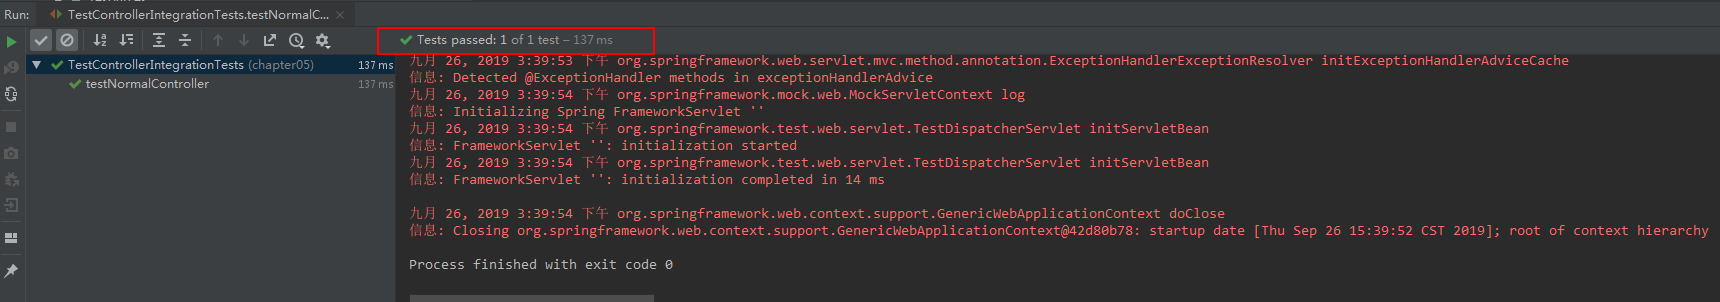 Run:
TestControllerIntegrationTests.testNormalC...
Tests passed: 1 of 1 test – 137 ms
TestControllerIntegrationTests (chapter05) 137 ms
testNormalController 137 ms
九月 26, 2019 3:39:53 下午 org.springframework.web.servlet.mvc.method.annotation.ExceptionHandlerExceptionResolver initExceptionHandlerAdviceCache
信息: Detected @ExceptionHandler methods in exceptionHandlerAdvice
九月 26, 2019 3:39:54 下午 org.springframework.mock.web.MockServletContext log
信息: Initializing Spring FrameworkServlet ''
九月 26, 2019 3:39:54 下午 org.springframework.test.web.servlet.TestDispatcherServlet initServletBean
信息: FrameworkServlet '': initialization started
九月 26, 2019 3:39:54 下午 org.springframework.test.web.servlet.TestDispatcherServlet initServletBean
信息: FrameworkServlet '': initialization completed in 14 ms
九月 26, 2019 3:39:54 下午 org.springframework.web.context.support.GenericWebApplicationContext doClose
信息: Closing org.springframework.web.context.support.GenericWebApplicationContext@42d80b78: startup date [Thu Sep 26 15:39:52 CST 2019]; root of context hierarchy
Process finished with exit code 0